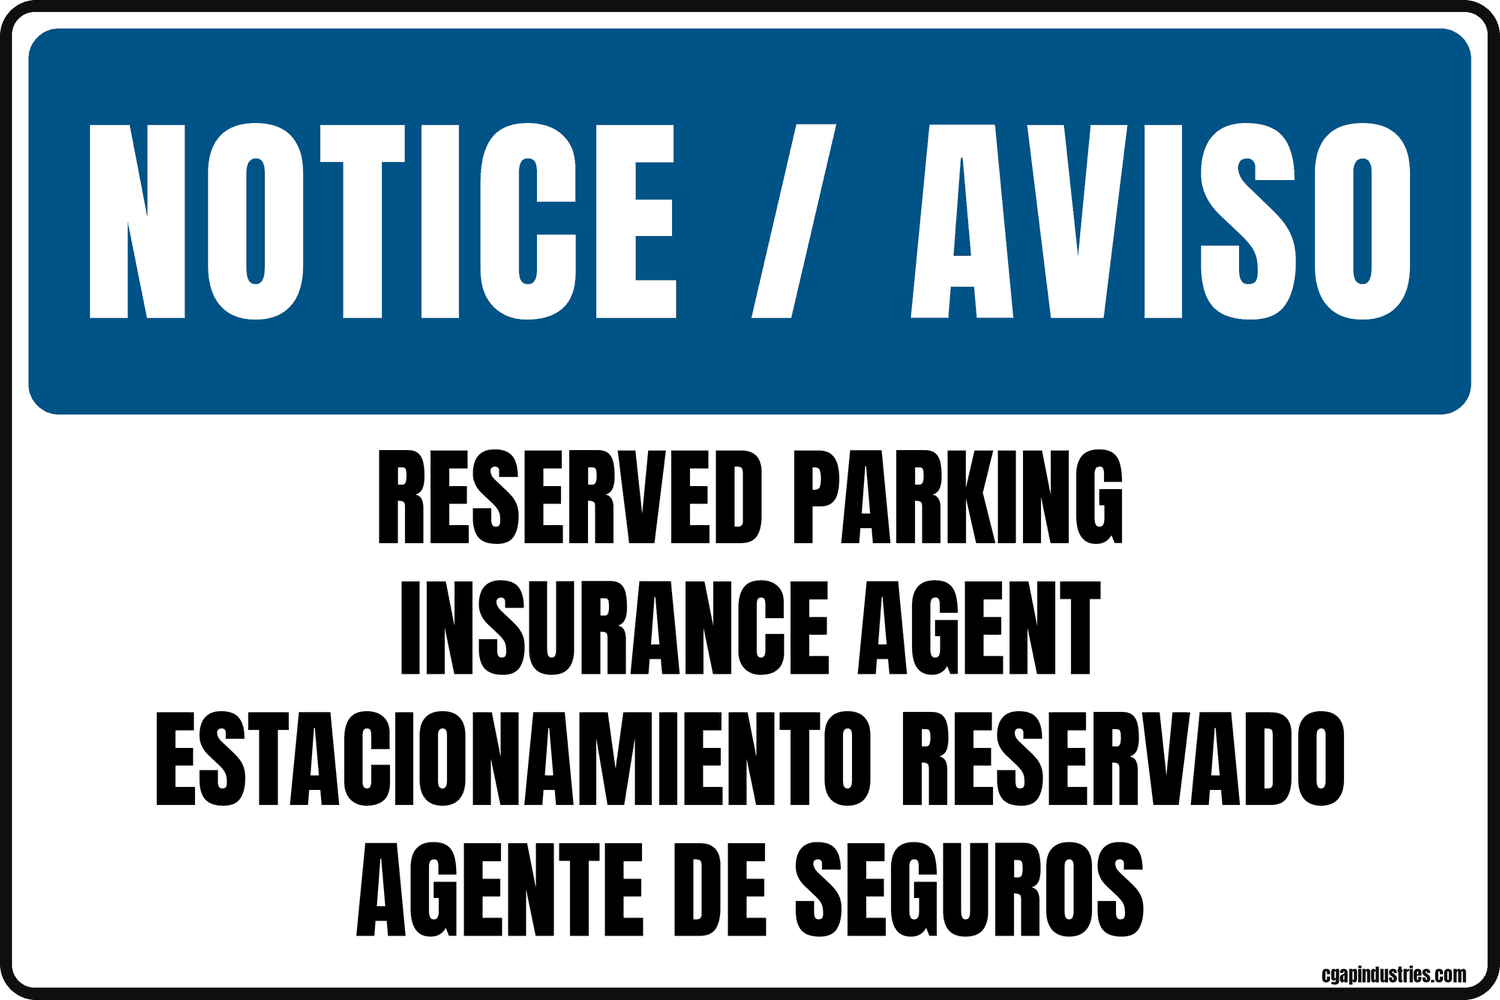 NOTICE / AVISO
RESERVED PARKING
INSURANCE AGENT
ESTACIONAMIENTO RESERVADO
AGENTE DE SEGUROS
cgapindustries.com